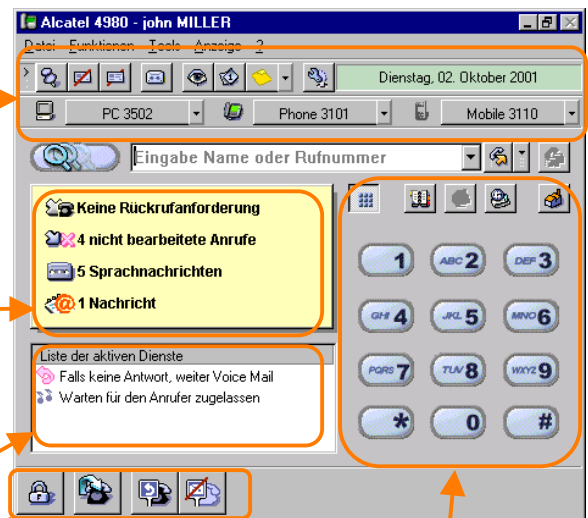 Alcatel 4980 - john MILLER
Datei Funktionen Tools Anzeige ?
Dienstag, 02. Oktober 2001
PC 3502 Phone 3101 Mobile 3110
Eingabe Name oder Rufnummer
Keine Rückrufanforderung
4 nicht bearbeitete Anrufe
5 Sprachnachrichten
1 Nachricht
Liste der aktiven Dienste
Falls keine Antwort, weiter Voice Mail
Warten für den Anrufer zugelassen
1 ABC 2 DEF 3
GHI 4 JKL 5 MNO 6
PQRS 7 TUV 8 WXYZ 9
* 0 #